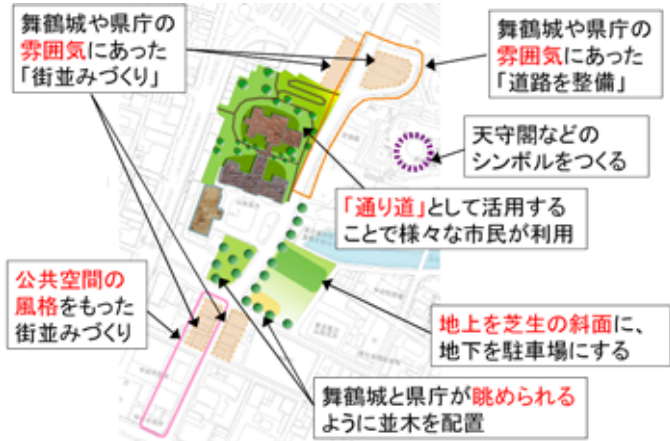 舞鶴城や県庁の
雰囲気にあった
「街並みづくり」
舞鶴城や県庁の
雰囲気にあった
「道路を整備」
天守閣などの
シンボルをつくる
「通り道」として活用する
ことで様々な市民が利用
公共空間の
風格をもった
街並みづくり
地上を芝生の斜面に、
地下を駐車場にする
舞鶴城と県庁が眺められる
ように並木を配置